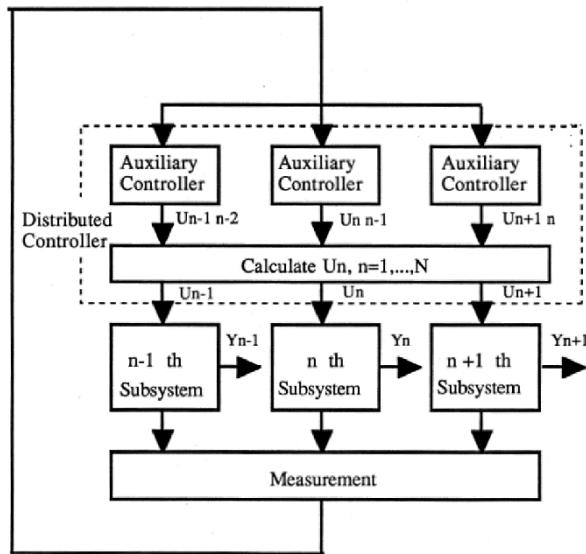 Auxiliary
Controller
Auxiliary
Controller
Auxiliary
Controller
Distributed
Controller
Un-1 n-2
Un n-1
Un+1 n
Calculate Un, n=1,...,N
Un-1
Un
Un+1
n-1 th
Subsystem
Yn-1
n th
Subsystem
Yn
n +1 th
Subsystem
Yn+1
Measurement